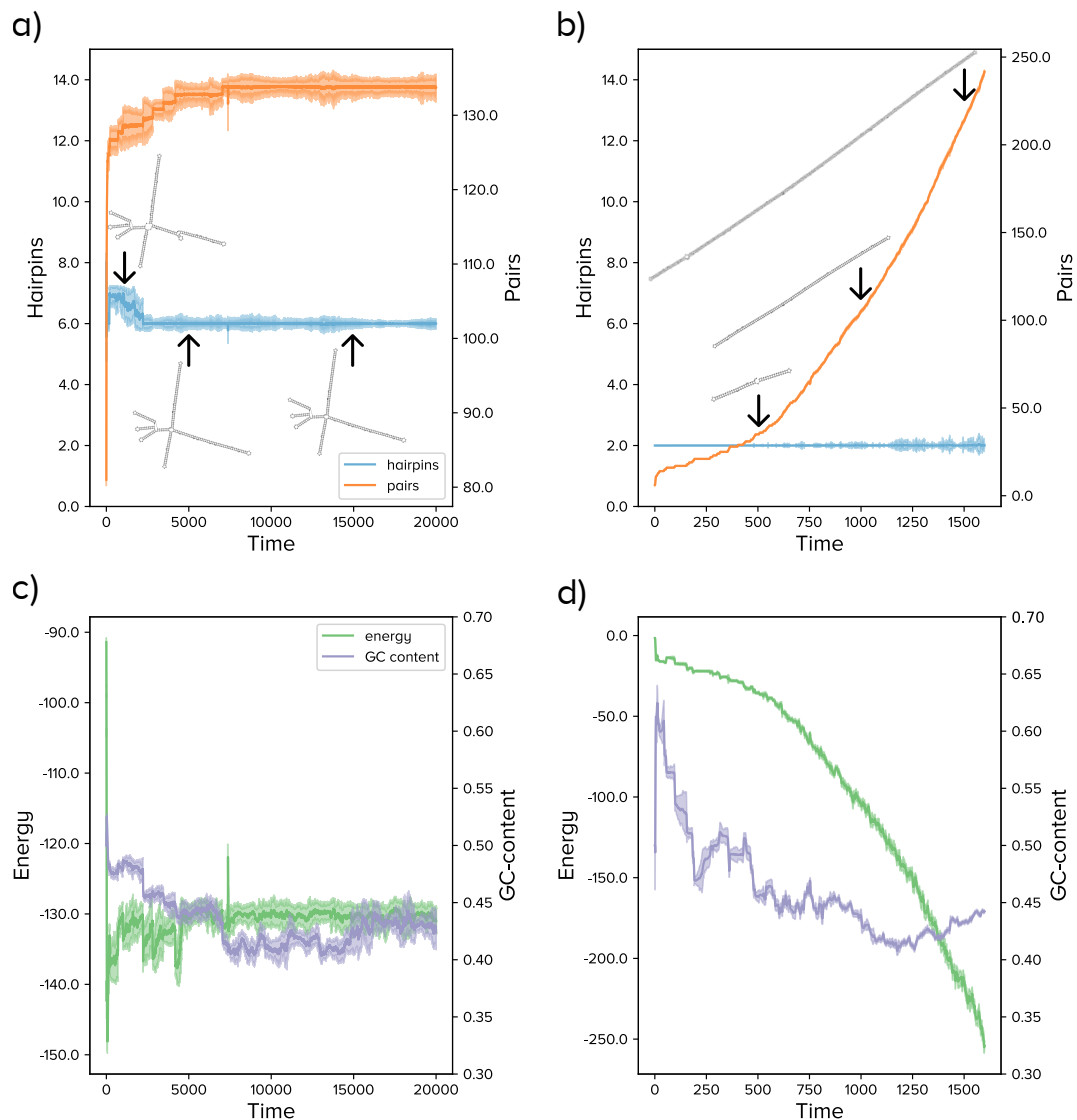 a)
14.0
12.0
10.0
8.0
6.0
4.0
2.0
0.0
Hairpins
130.0
120.0
110.0
100.0
90.0
80.0
Pairs
hairpins
pairs
0 5000 10000 15000 20000
Time
b)
14.0
12.0
10.0
8.0
6.0
4.0
2.0
0.0
Hairpins
250.0
200.0
150.0
100.0
50.0
0.0
Pairs
0 250 500 750 1000 1250 1500
Time
c)
-90.0
-100.0
-110.0
-120.0
-130.0
-140.0
-150.0
Energy
0.70
0.65
0.60
0.55
0.50
0.45
0.40
0.35
0.30
GC-content
energy
GC content
0 5000 10000 15000 20000
Time
d)
0.0
-50.0
-100.0
-150.0
-200.0
-250.0
Energy
0.70
0.65
0.60
0.55
0.50
0.45
0.40
0.35
0.30
GC-content
0 250 500 750 1000 1250 1500
Time